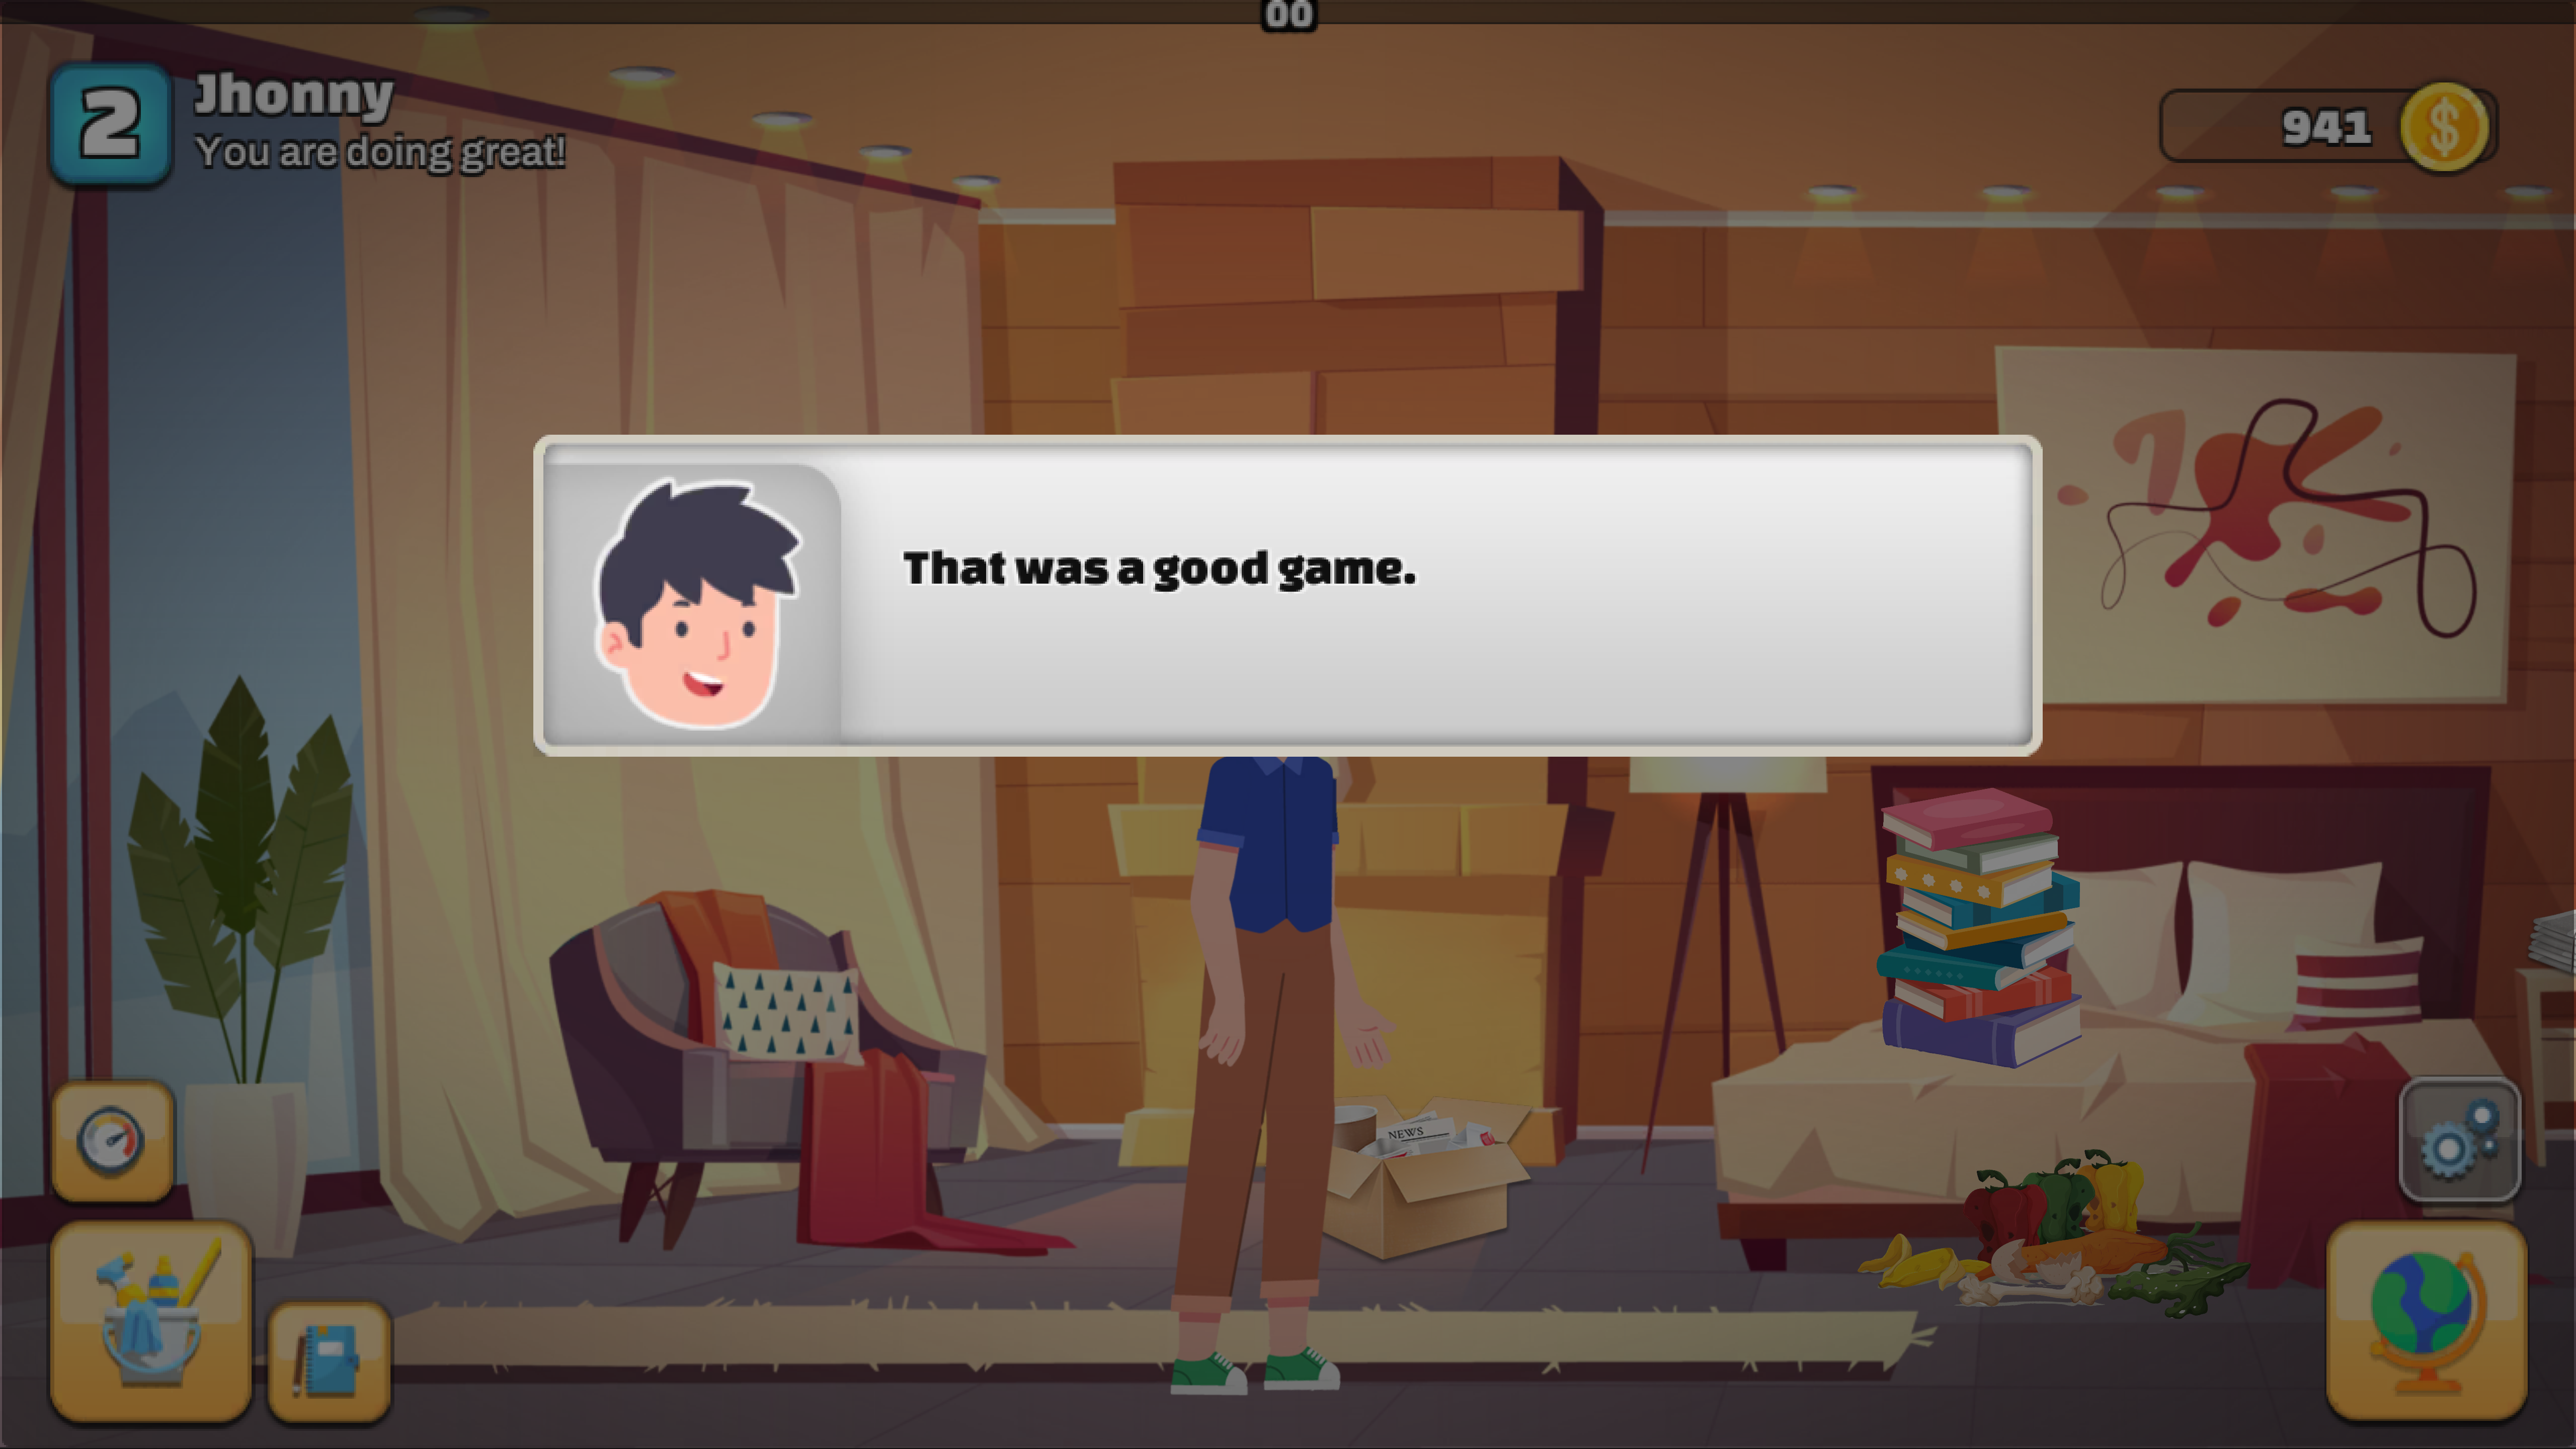 00
2
Jhonny
You are doing great!
941
$
That was a good game.
NEWS